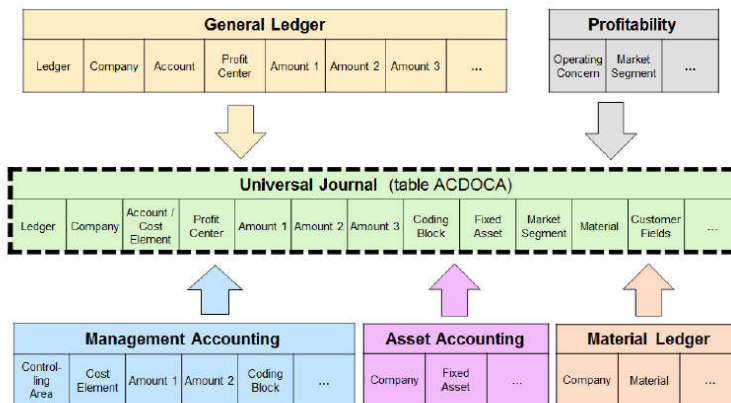 General Ledger
Ledger Company Account Profit Center Amount 1 Amount 2 Amount 3 ...
Profitability
Operating Concern Market Segment ...
Universal Journal (table ACDOCA)
Ledger Company Account / Cost Element Profit Center Amount 1 Amount 2 Amount 3 Coding Block Fixed Asset Market Segment Material Customer Fields ...
Management Accounting
Control-ling Area Cost Element Amount 1 Amount 2 Coding Block ...
Asset Accounting
Company Fixed Asset ...
Material Ledger
Company Material ...